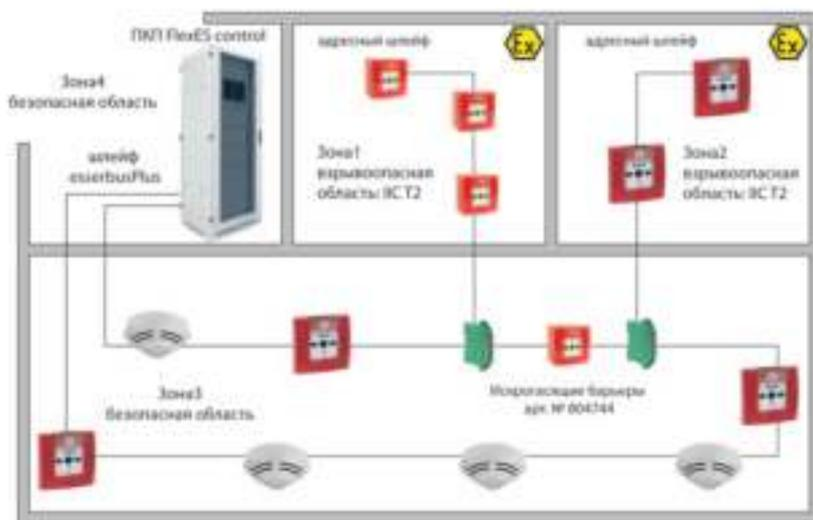 ПКП FlexES control
Зона4
безопасная область
шлейф
esserbusPlus
адресный шлейф
Ex
Зона1
взрывоопасная
область: IIC T2
адресный шлейф
Ex
Зона2
взрывоопасная
область: IIC T2
Искрогасящие барьеры
арт. № 804744
Зона3
безопасная область